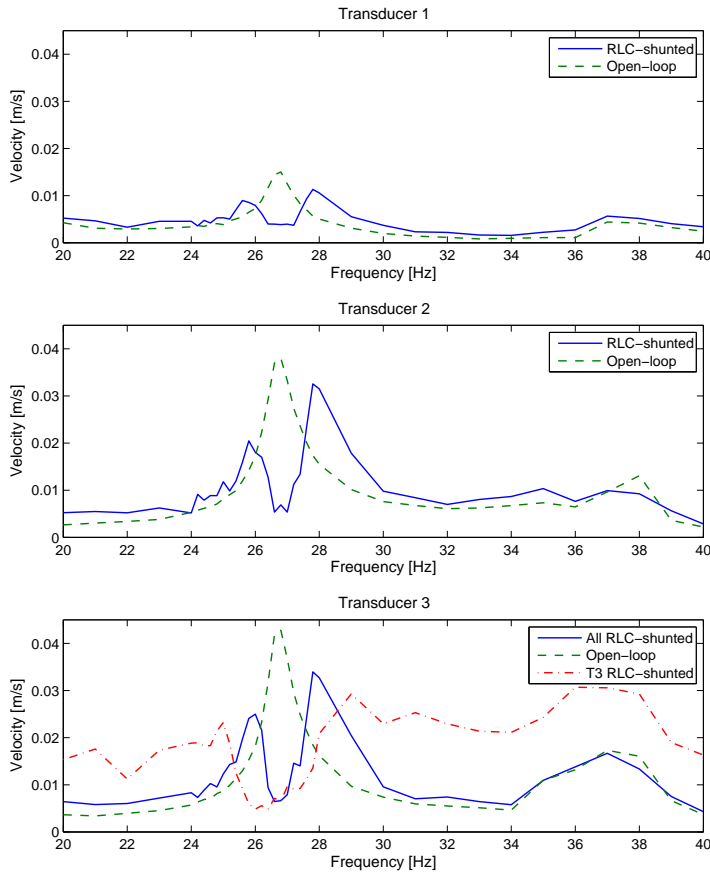 Transducer 1
RLC−shunted
Open−loop
Velocity [m/s]
0.04
0.03
0.02
0.01
0
20 22 24 26 28 30 32 34 36 38 40
Frequency [Hz]
Transducer 2
RLC−shunted
Open−loop
Velocity [m/s]
0.04
0.03
0.02
0.01
0
20 22 24 26 28 30 32 34 36 38 40
Frequency [Hz]
Transducer 3
All RLC−shunted
Open−loop
T3 RLC−shunted
Velocity [m/s]
0.04
0.03
0.02
0.01
0
20 22 24 26 28 30 32 34 36 38 40
Frequency [Hz]